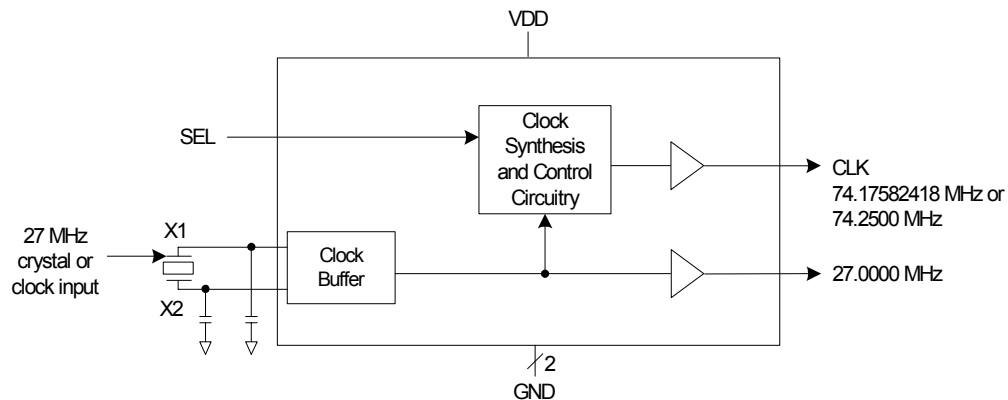 VDD
SEL
Clock
Synthesis
and Control
Circuitry
CLK
74.17582418 MHz or
74.2500 MHz
27 MHz
crystal or
clock input
X1
X2
Clock
Buffer
27.0000 MHz
2
GND